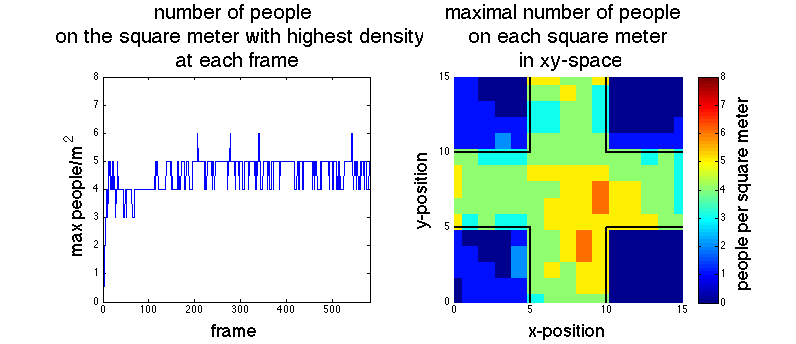 number of people
on the square meter with highest density
at each frame
8
7
6
5
4
3
2
1
0
max people/m2
0
100
200
300
400
500
frame
maximal number of people
on each square meter
in xy-space
15
10
5
0
y-position
0
5
10
15
x-position
8
7
6
5
4
3
2
1
0
people per square meter